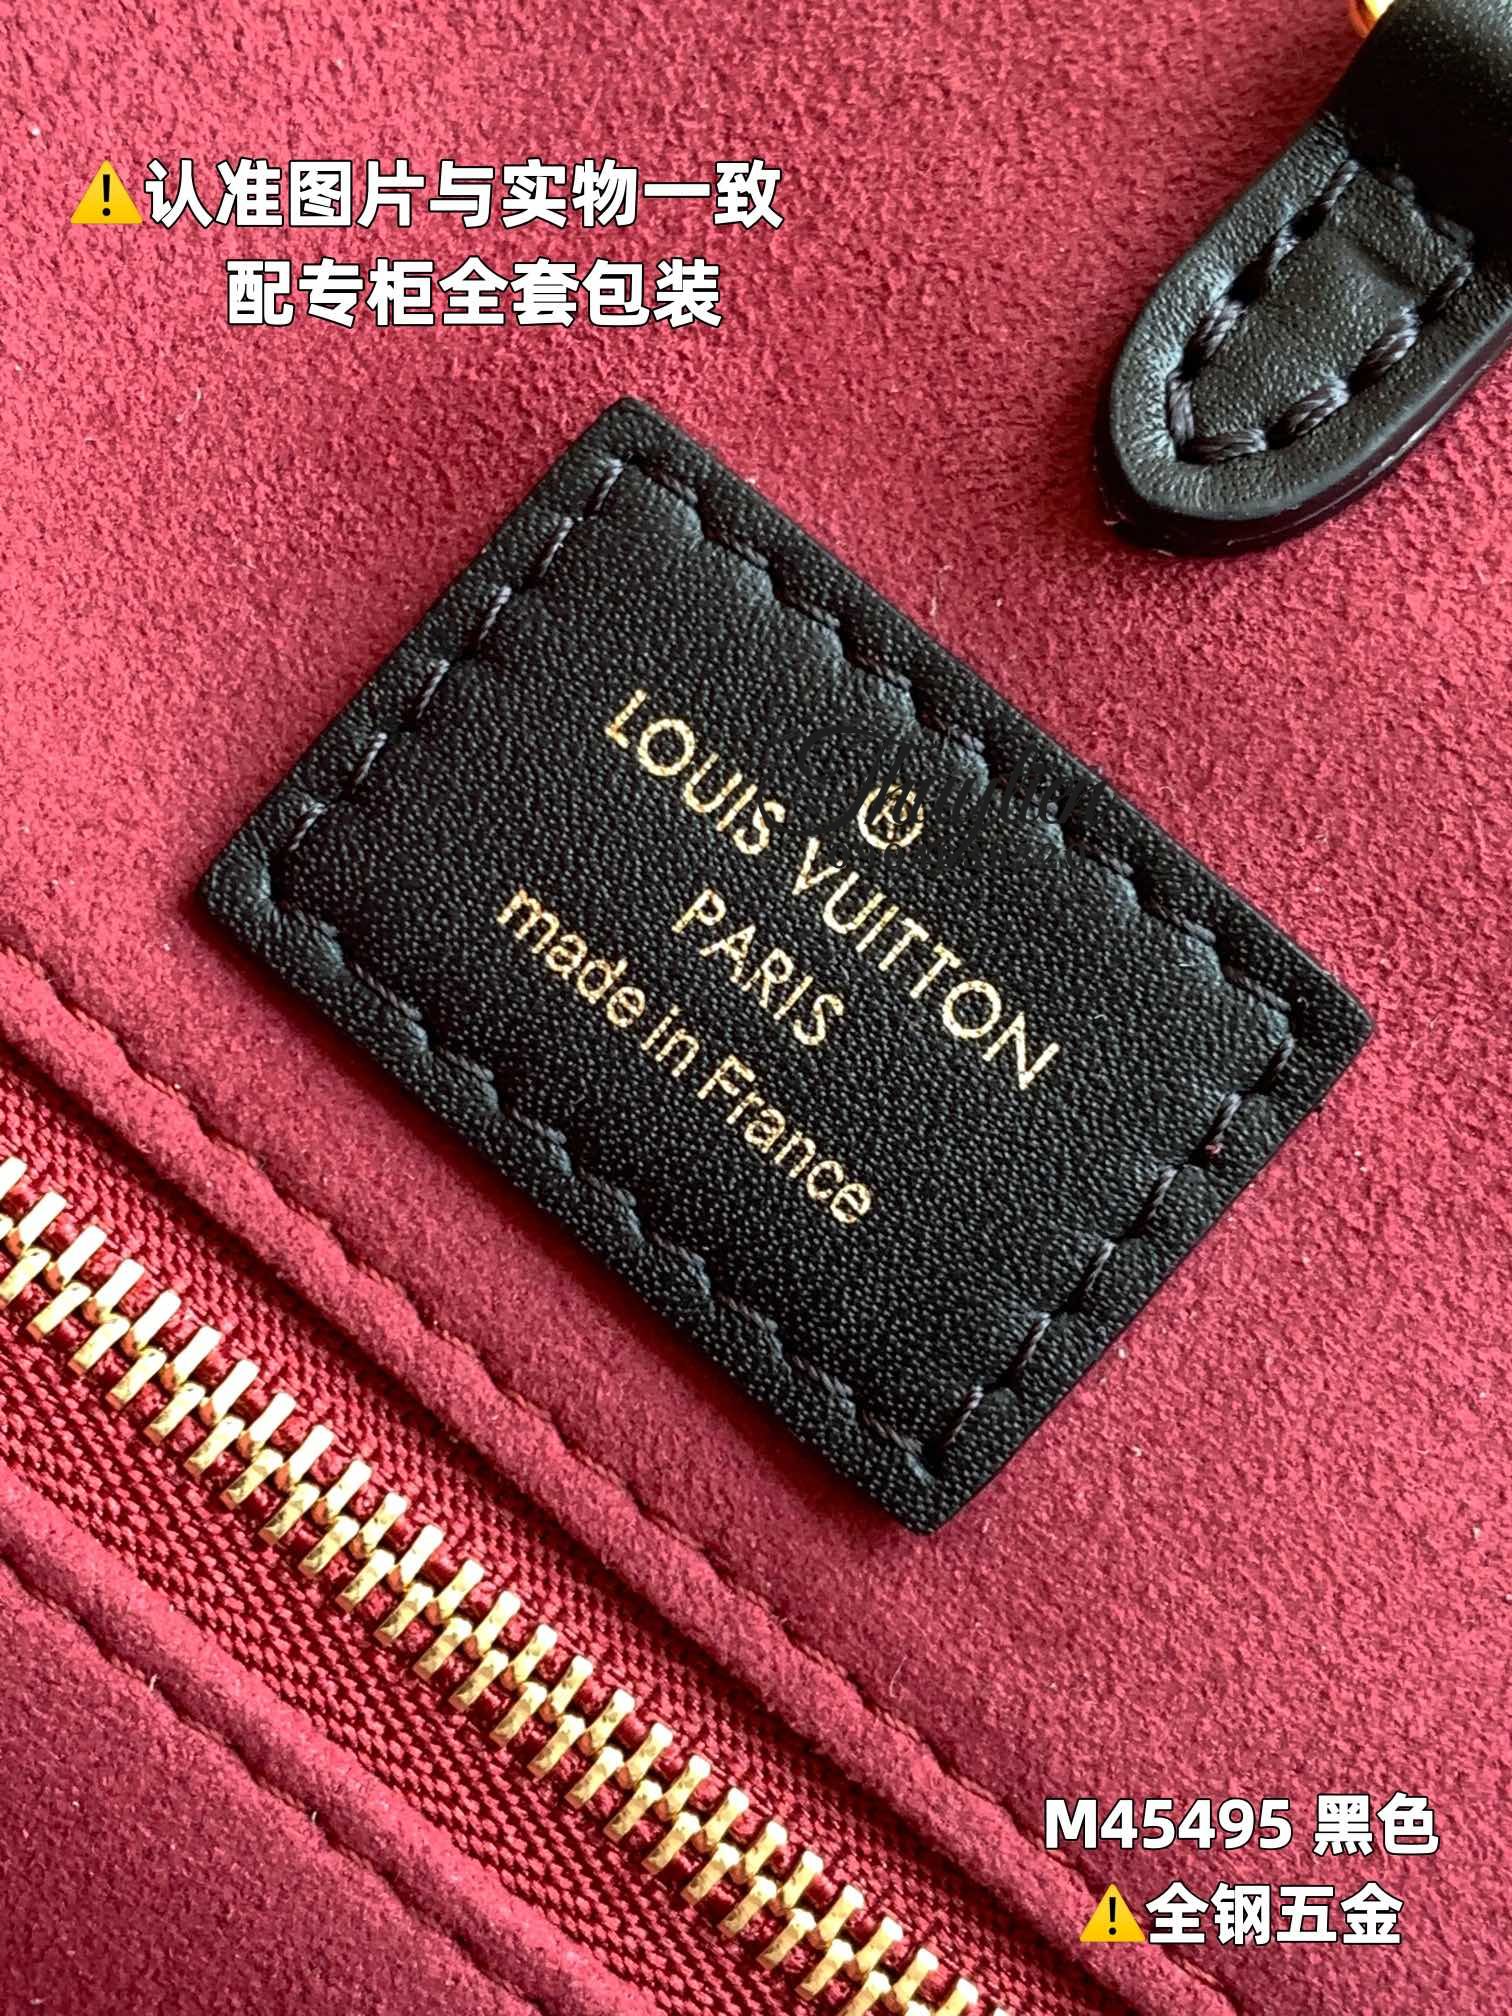 ⚠️认准图片与实物一致
配专柜全套包装
®
LOUIS VUITTON
PARIS
made in France
M45495 黑色
⚠️全钢五金